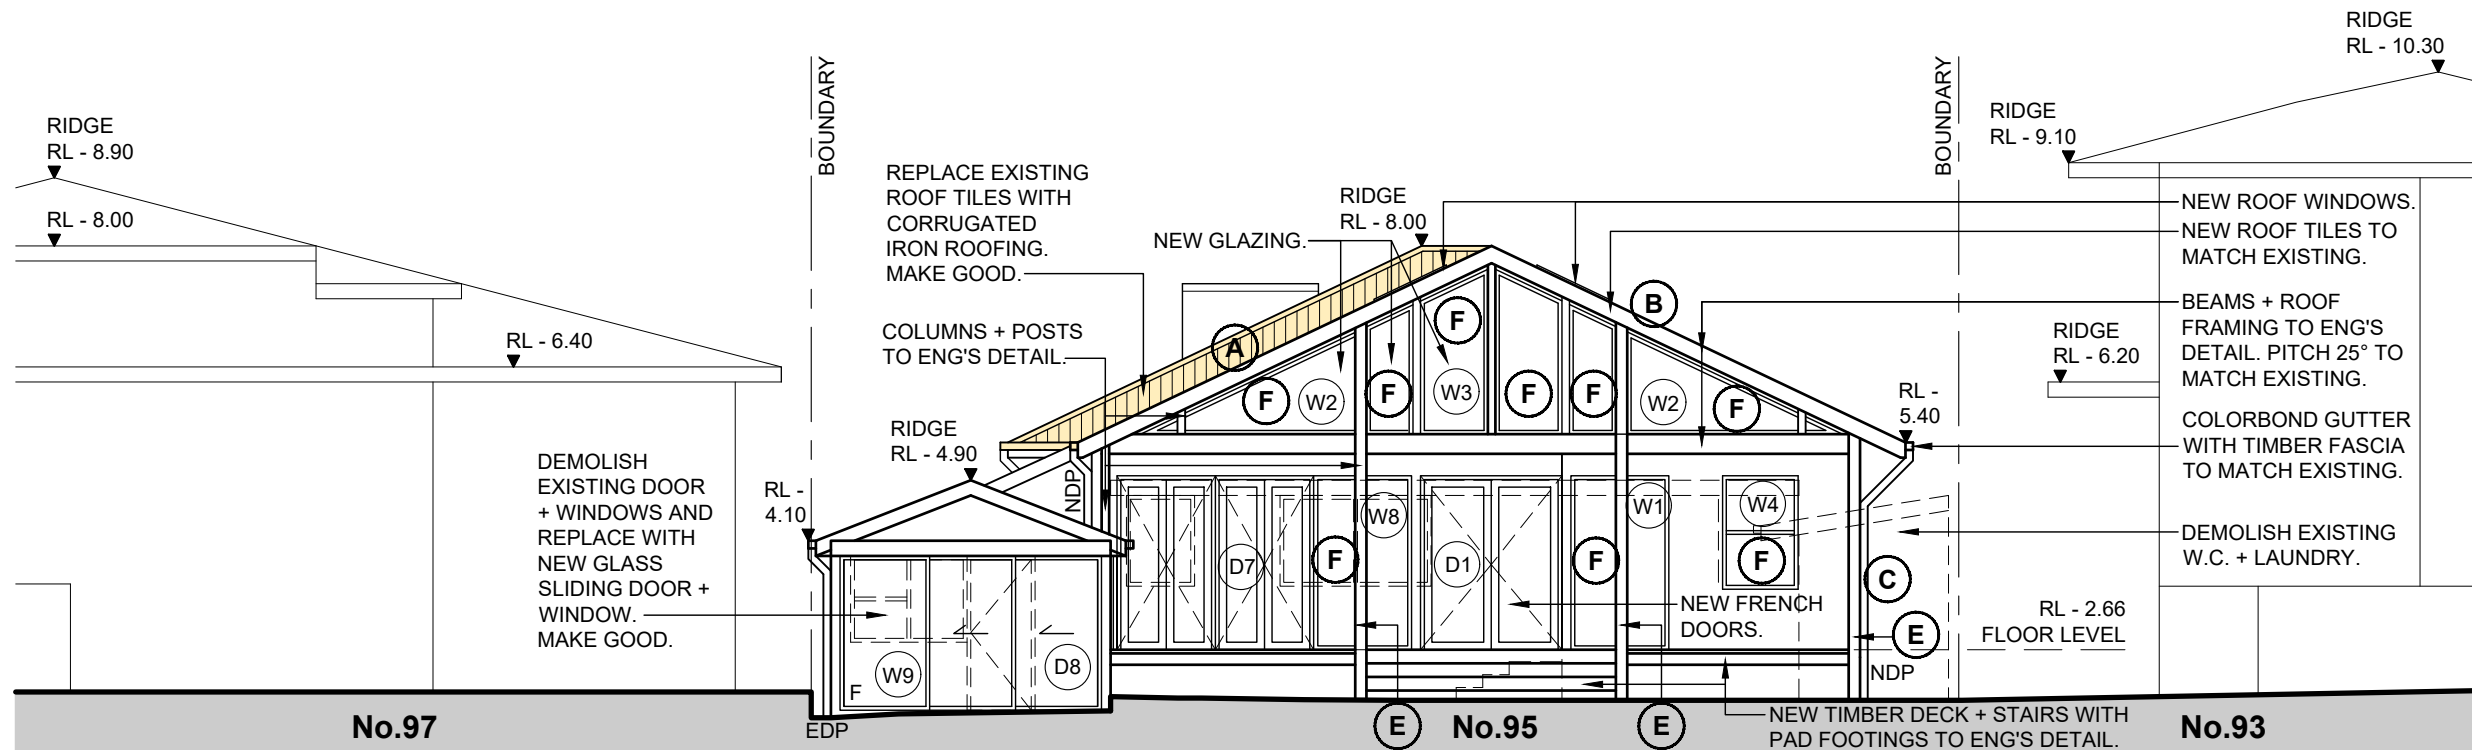 RIDGE
RL - 8.90
RL - 8.00
RL - 6.40
BOUNDARY
REPLACE EXISTING
ROOF TILES WITH
CORRUGATED
IRON ROOFING.
MAKE GOOD.
COLUMNS + POSTS
TO ENG'S DETAIL.
RIDGE
RL - 4.90
RL -
4.10
DEMOLISH
EXISTING DOOR
+ WINDOWS AND
REPLACE WITH
NEW GLASS
SLIDING DOOR +
WINDOW.
MAKE GOOD.
NEW GLAZING.
RIDGE
RL - 8.00
A
B
F
F
W2
F
W3
F
F
W2
F
NDP
D7
W8
F
D1
F
W1
W4
F
C
E
F
W9
D8
NEW FRENCH
DOORS.
EDP
E
E
NDP
RL -
5.40
BOUNDARY
RIDGE
RL - 10.30
RIDGE
RL - 9.10
NEW ROOF WINDOWS.
NEW ROOF TILES TO
MATCH EXISTING.
BEAMS + ROOF
FRAMING TO ENG'S
DETAIL. PITCH 25° TO
MATCH EXISTING.
RIDGE
RL - 6.20
COLORBOND GUTTER
WITH TIMBER FASCIA
TO MATCH EXISTING.
DEMOLISH EXISTING
W.C. + LAUNDRY.
RL - 2.66
FLOOR LEVEL
NEW TIMBER DECK + STAIRS WITH
PAD FOOTINGS TO ENG'S DETAIL.
No.97
No.95
No.93